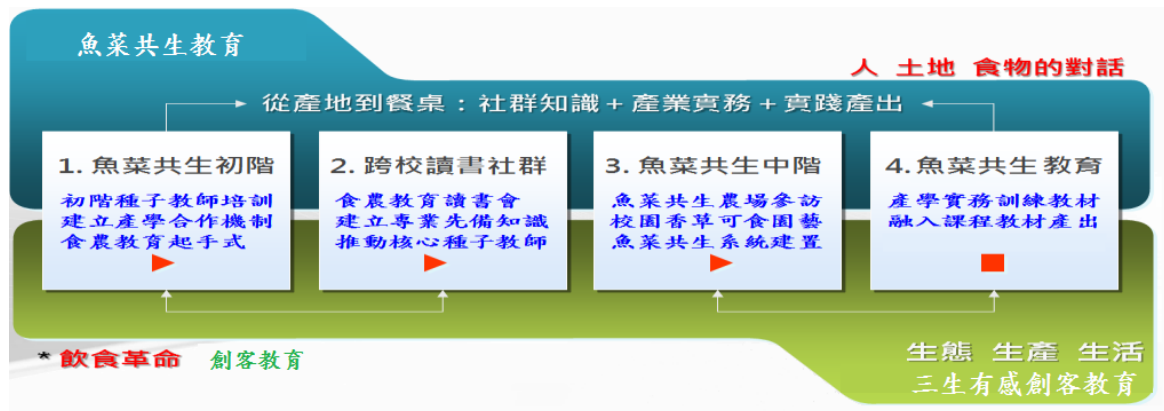 魚菜共生教育
人 土地 食物的對話
從產地到餐桌：社群知識＋產業實務＋實踐產出
1. 魚菜共生初階
初階種子教師培訓
建立產學合作機制
食農教育起手式
2. 跨校讀書社群
食農教育讀書會
建立專業先備知識
推動核心種子教師
3. 魚菜共生中階
魚菜共生農場參訪
校園香草可食園藝
魚菜共生系統建置
4.魚菜共生教育
產學實務訓練教材
融入課程教材產出
*飲食革命 創客教育
生態 生產 生活
三生有感創客教育